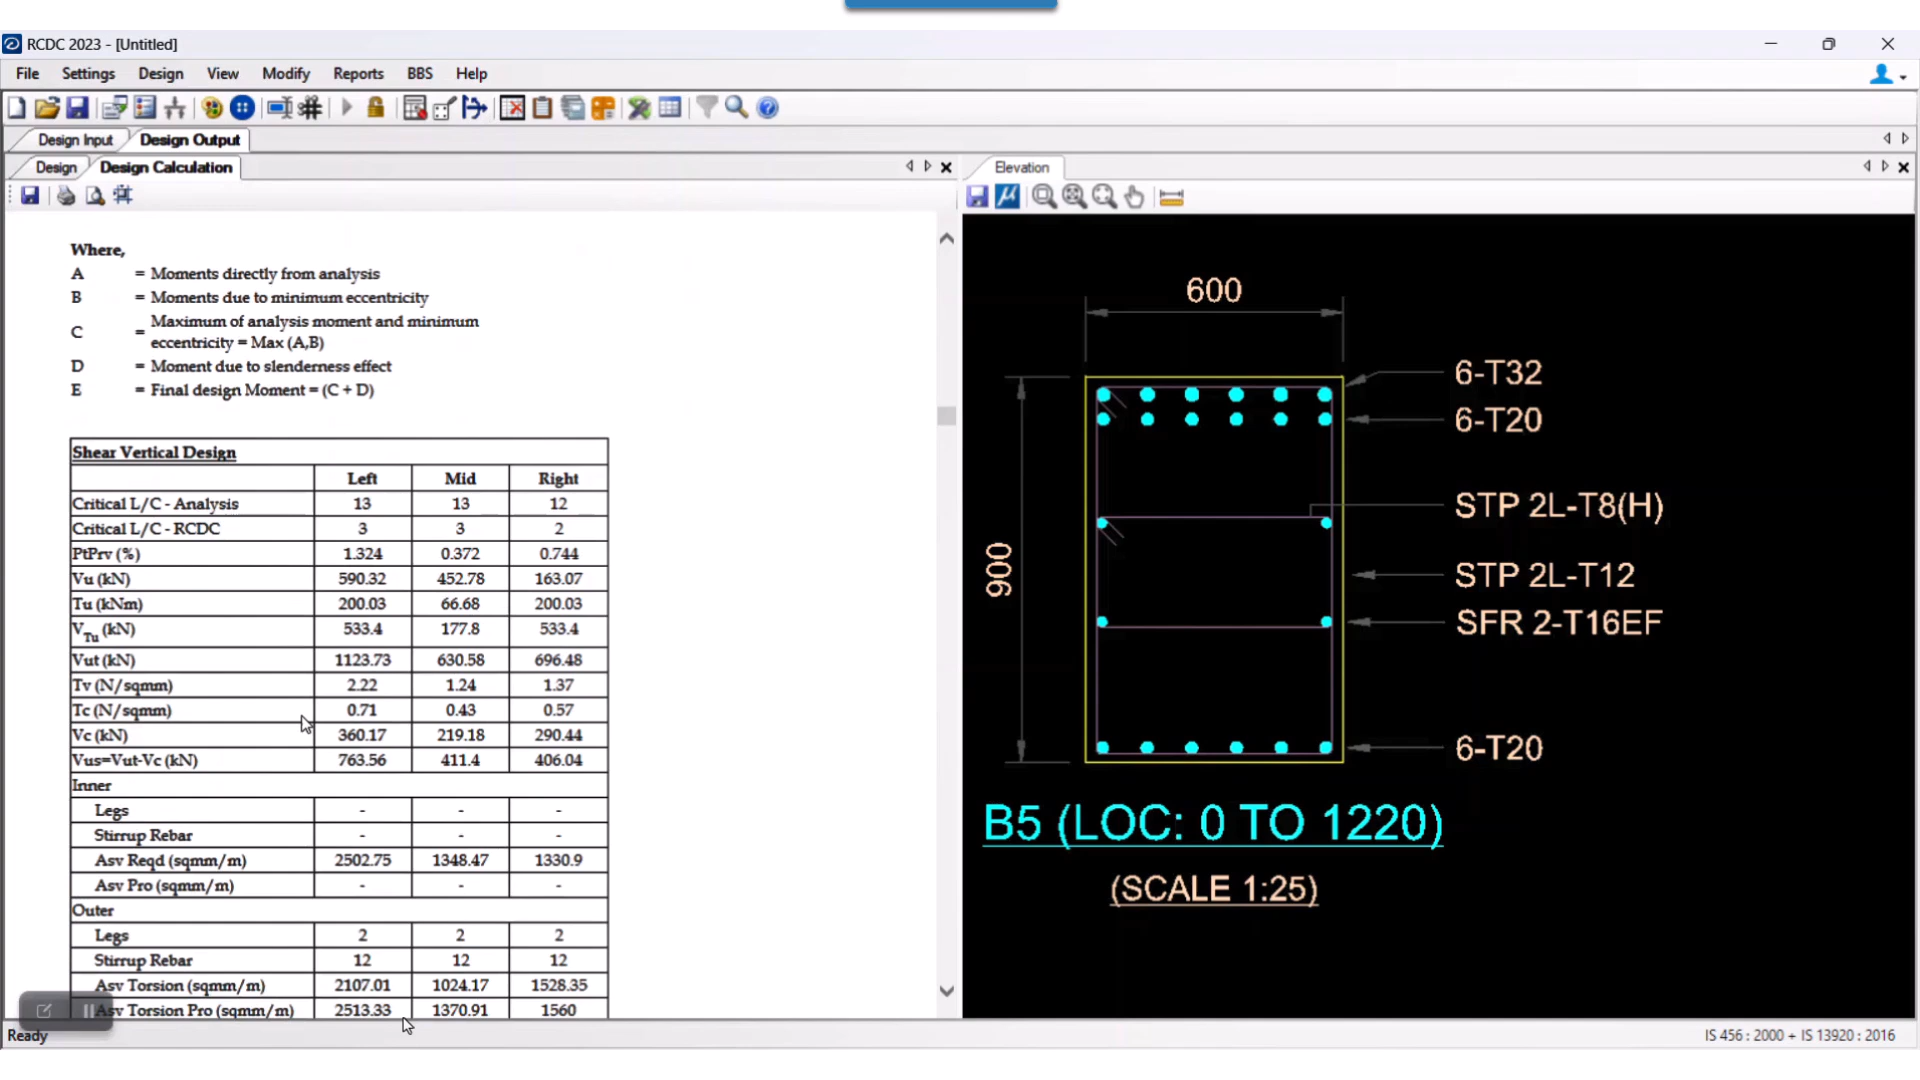 RCDC 2023 - [Untitled]
File Settings Design View Modify Reports BBS Help
Design Input Design Output
Design Design Calculation
Elevation
Where,
A = Moments directly from analysis
B = Moments due to minimum eccentricity
C = Maximum of analysis moment and minimum
eccentricity = Max (A,B)
D = Moment due to slenderness effect
E = Final design Moment = (C + D)
Shear Vertical Design
Left Mid Right
Critical L/C - Analysis 13 13 12
Critical L/C - RCDC 3 3 2
PtPrv (%) 1.324 0.372 0.744
Vu (kN) 590.32 452.78 163.07
Tu (kNm) 200.03 66.68 200.03
VTu (kN) 533.4 177.8 533.4
Vut (kN) 1123.73 630.58 696.48
Tv (N/sqmm) 2.22 1.24 1.37
Tc (N/sqmm) 0.71 0.43 0.57
Vc (kN) 360.17 219.18 290.44
Vus=Vut-Vc (kN) 763.56 411.4 406.04
Inner
Legs - - -
Stirrup Rebar - - -
Asv Reqd (sqmm/m) 2502.75 1348.47 1330.9
Asv Pro (sqmm/m) - - -
Outer
Legs 2 2 2
Stirrup Rebar 12 12 12
Asv Torsion (sqmm/m) 2107.01 1024.17 1528.35
Asv Torsion Pro (sqmm/m) 2513.33 1370.91 1560
600
900
6-T32
6-T20
STP 2L-T8(H)
STP 2L-T12
SFR 2-T16EF
6-T20
B5 (LOC: 0 TO 1220)
(SCALE 1:25)
Ready
IS 456 : 2000 + IS 13920 : 2016